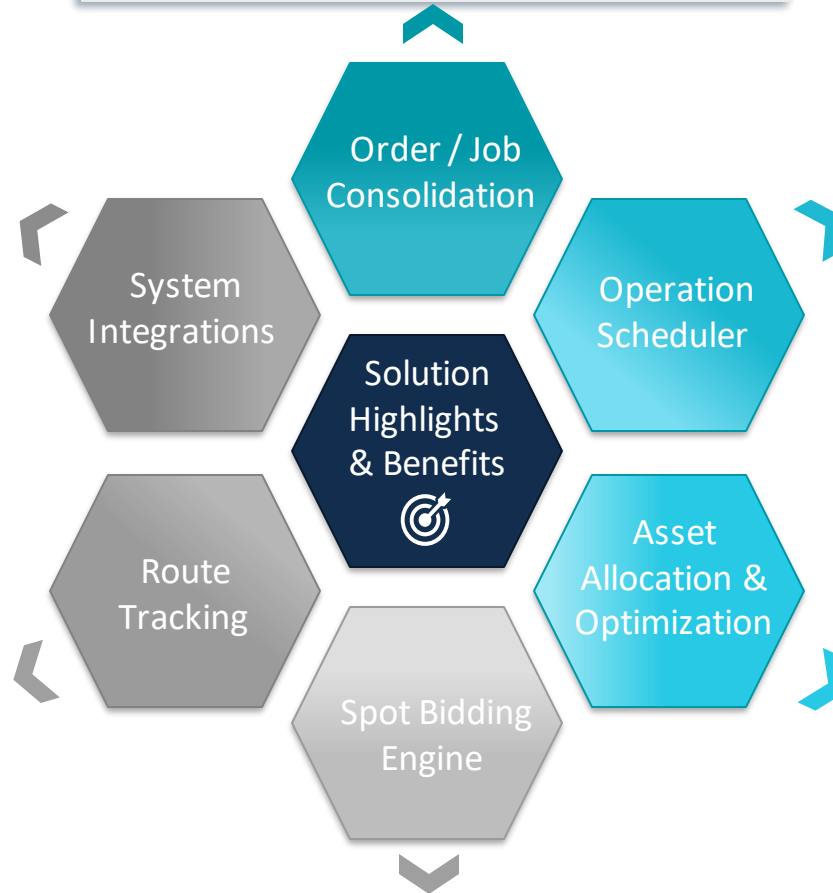 Order / Job
Consolidation
System
Integrations
Operation
Scheduler
Solution
Highlights
& Benefits
Route
Tracking
Asset
Allocation &
Optimization
Spot Bidding
Engine